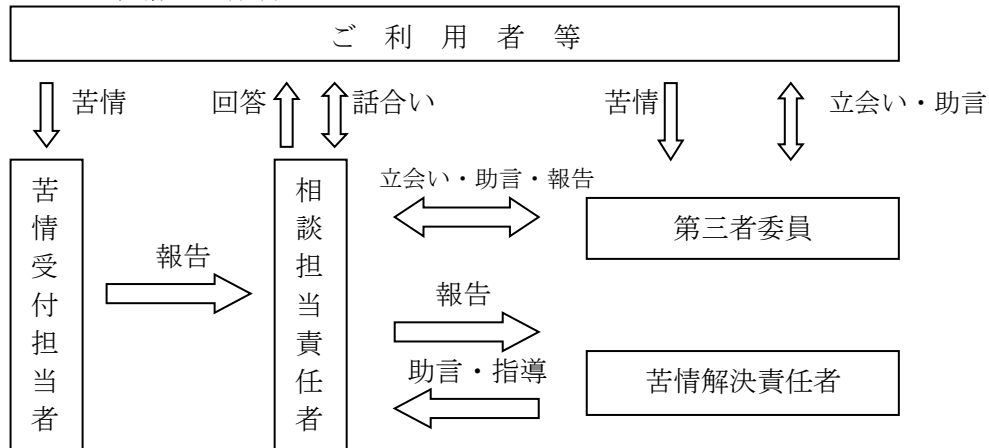 ご利用者等
苦情
回答
話合い
苦情
立会い・助言
苦情受付担当者
報告
相談担当責任者
立会い・助言・報告
第三者委員
報告
助言・指導
苦情解決責任者